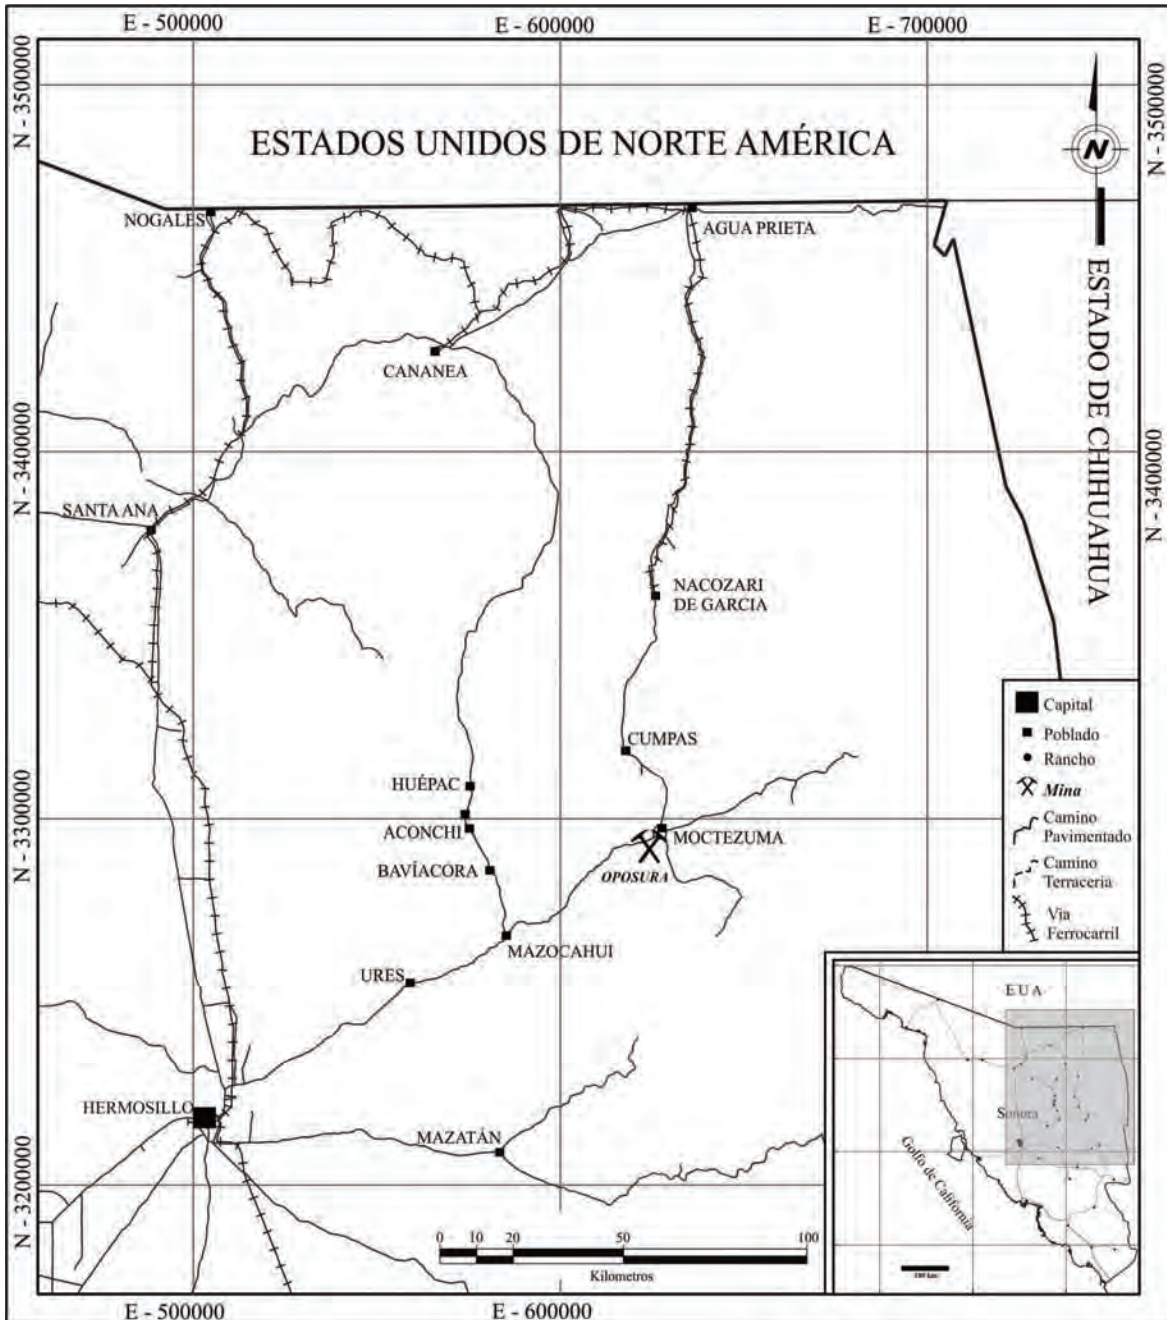 E - 500000
E - 600000
E - 700000
N - 3500000
N - 3500000
ESTADOS UNIDOS DE NORTE AMÉRICA
N
NOGALES
AGUA PRIETA
ESTADO DE CHIHUAHUA
CANANEA
N - 3400000
N - 3400000
SANTA ANA
NACOZARI
DE GARCIA
CUMPAS
HUÉPAC
N - 3300000
ACONCHI
MOCTEZUMA
BAVÍACORA
OPOSURA
MAZOCAHUI
URES
HERMOSILLO
MAZATÁN
N - 3200000
Capital
Poblado
Rancho
Mina
Camino
Pavimentado
Camino
Terraceria
Via
Ferrocarril
EUA
Sonora
Golfo de California
0 10 20 50 100
Kilometros
E - 500000
E - 600000